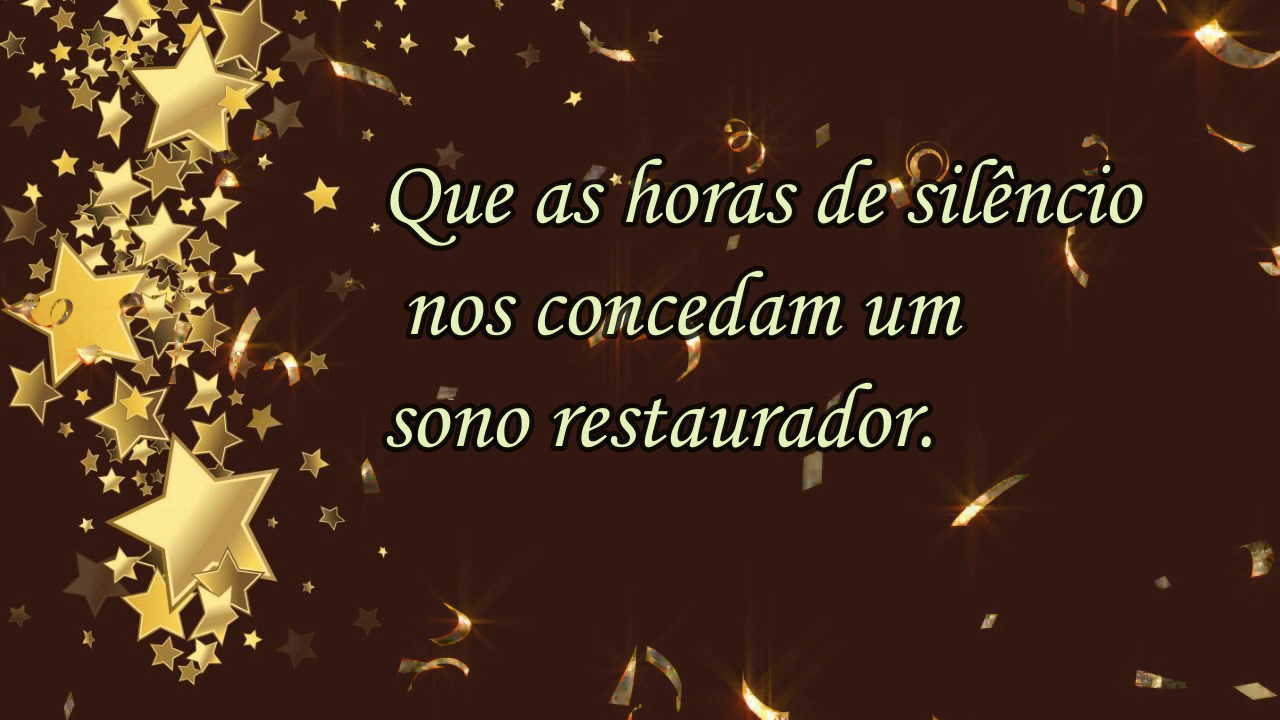 Que as horas de silêncio
nos concedam um
sono restaurador.